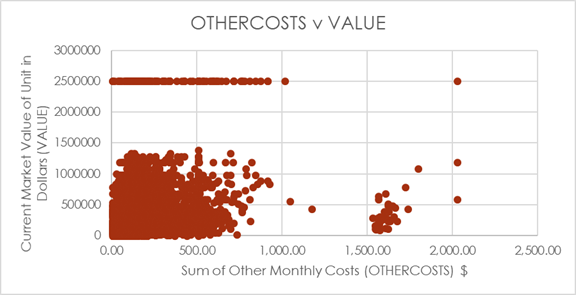 OTHERCOSTS v VALUE
Current Market Value of Unit in
Dollars (VALUE)
3000000
2500000
2000000
1500000
1000000
500000
0
0.00 500.00 1,000.00 1,500.00 2,000.00 2,500.00
Sum of Other Monthly Costs (OTHERCOSTS) $